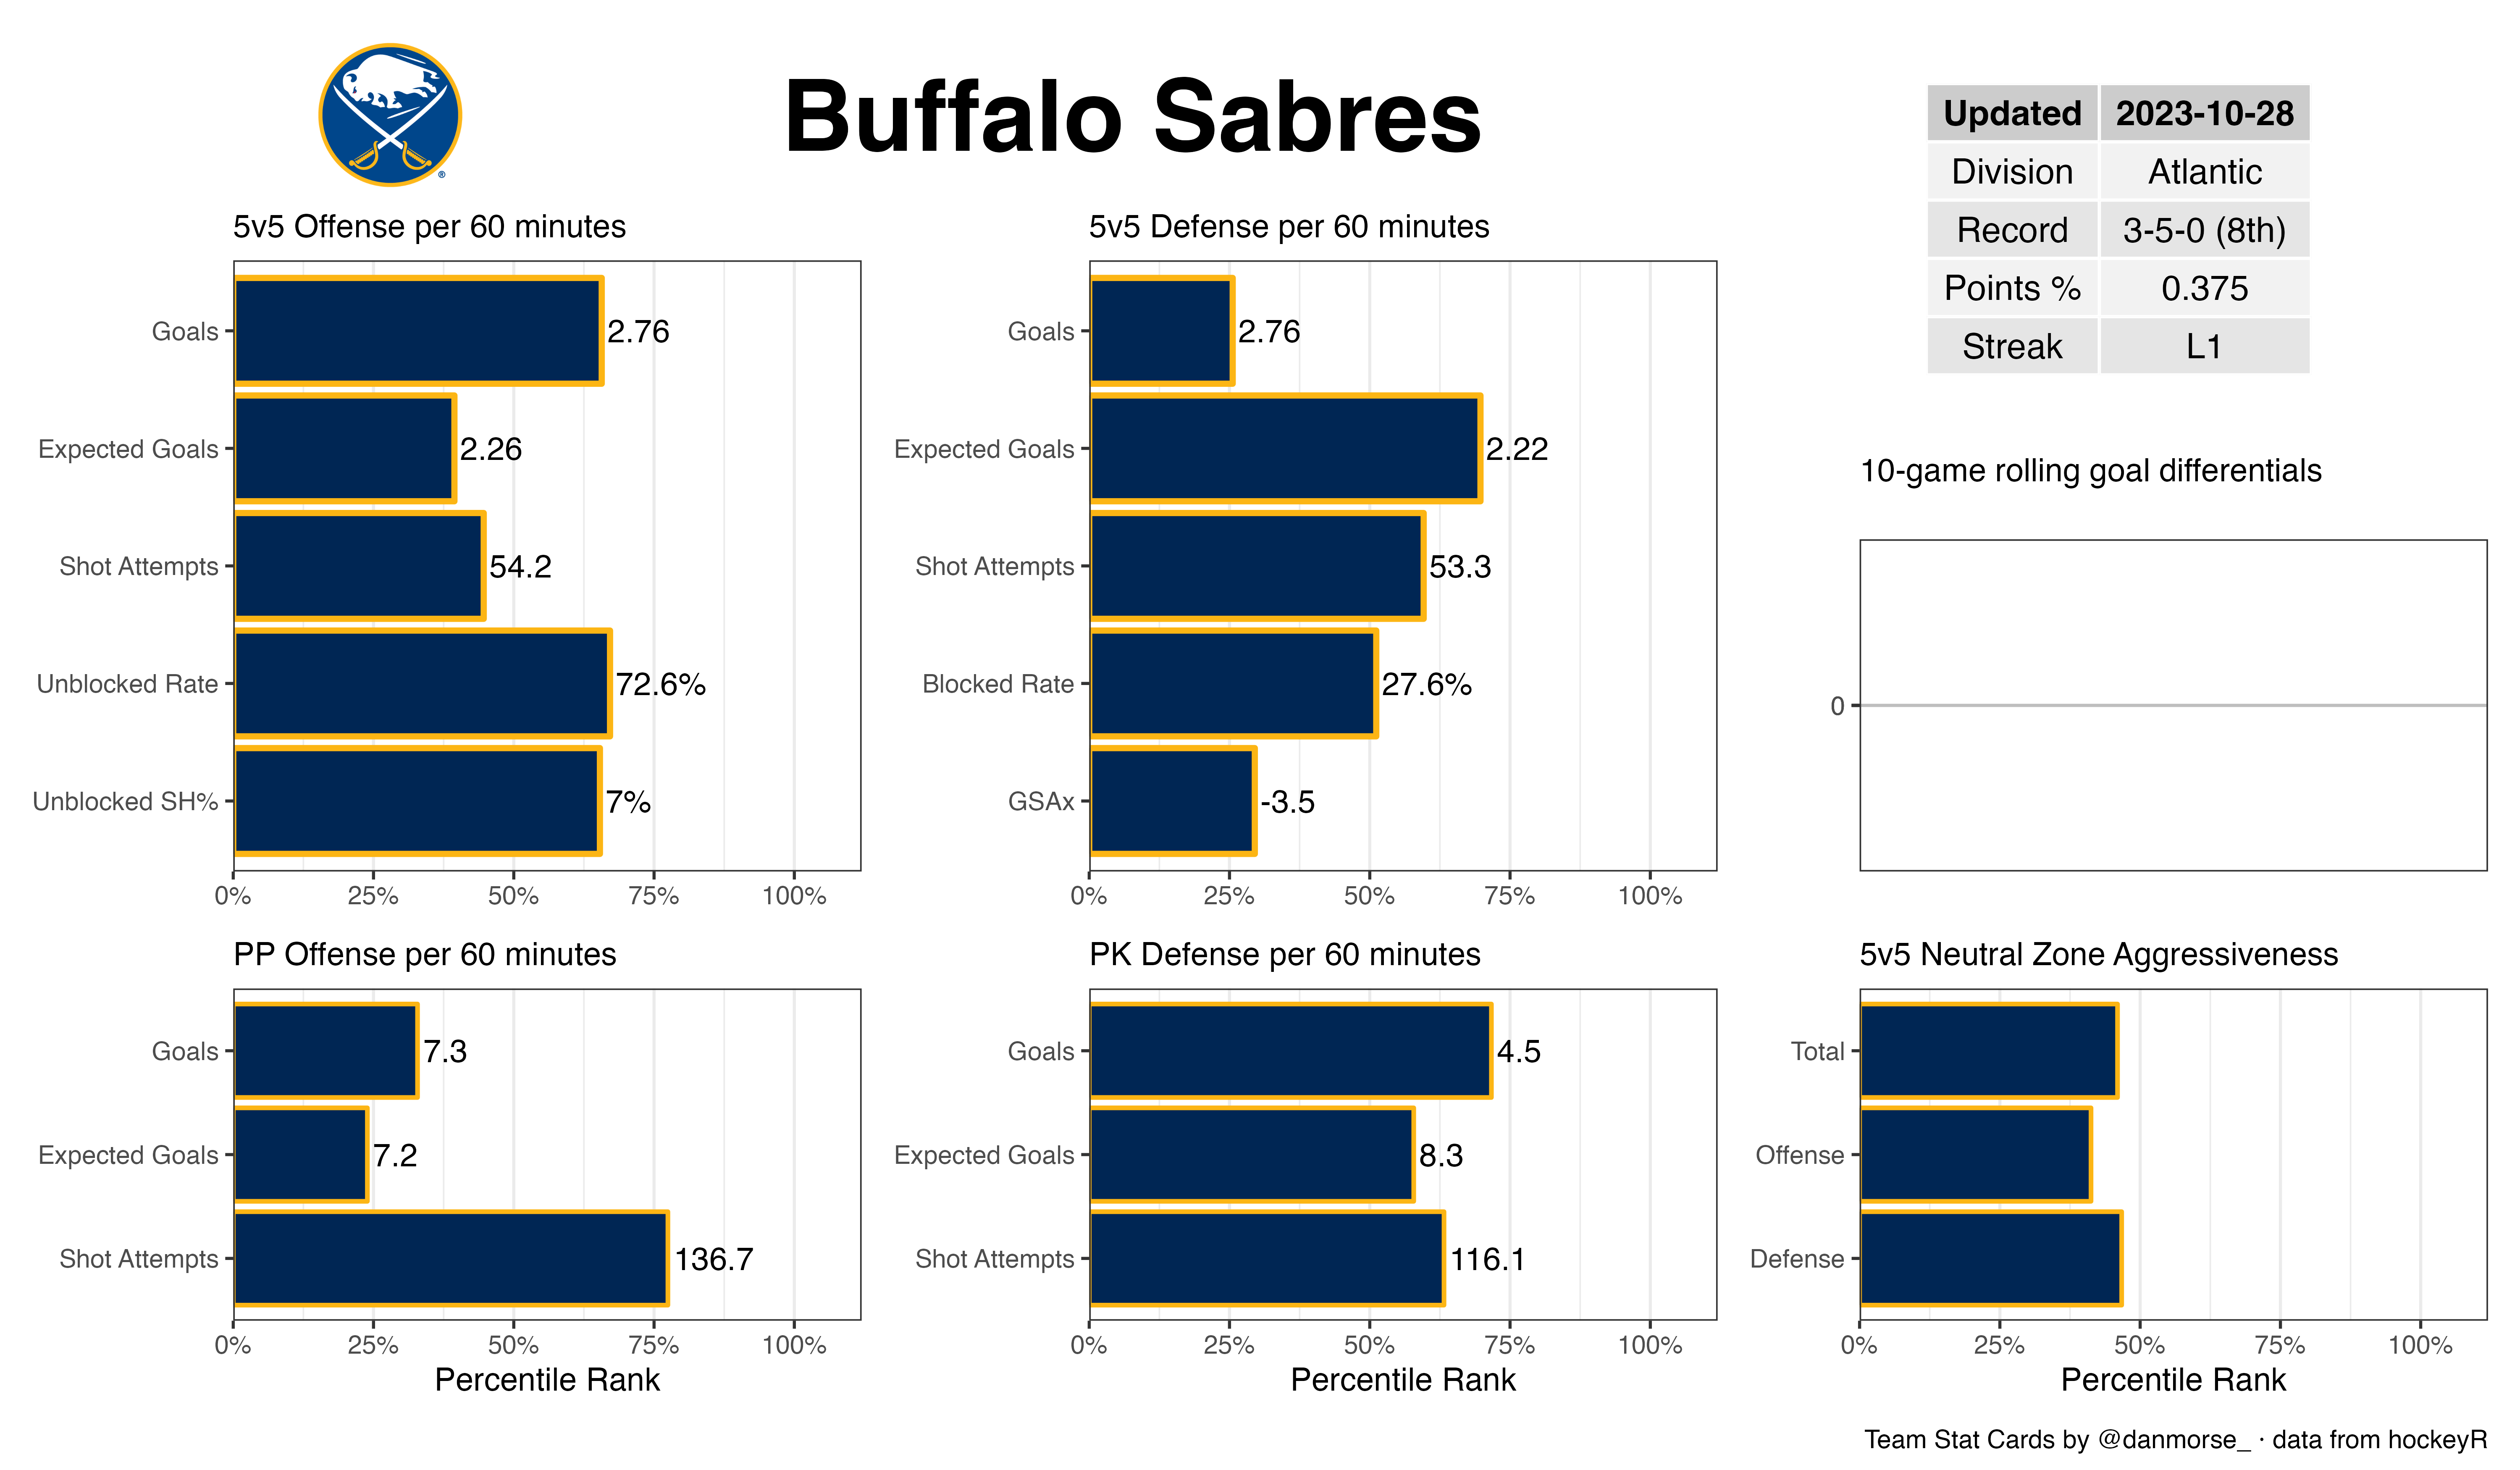 Buffalo Sabres
®
Updated 2023-10-28
Division Atlantic
Record 3-5-0 (8th)
Points % 0.375
Streak L1
5v5 Offense per 60 minutes
Goals 2.76
Expected Goals 2.26
Shot Attempts 54.2
Unblocked Rate 72.6%
Unblocked SH% 7%
0% 25% 50% 75% 100%
5v5 Defense per 60 minutes
Goals 2.76
Expected Goals 2.22
Shot Attempts 53.3
Blocked Rate 27.6%
GSAx -3.5
0% 25% 50% 75% 100%
10-game rolling goal differentials
0
PP Offense per 60 minutes
Goals 7.3
Expected Goals 7.2
Shot Attempts 136.7
0% 25% 50% 75% 100%
Percentile Rank
PK Defense per 60 minutes
Goals 4.5
Expected Goals 8.3
Shot Attempts 116.1
0% 25% 50% 75% 100%
Percentile Rank
5v5 Neutral Zone Aggressiveness
Total
Offense
Defense
0% 25% 50% 75% 100%
Percentile Rank
Team Stat Cards by @danmorse_ · data from hockeyR